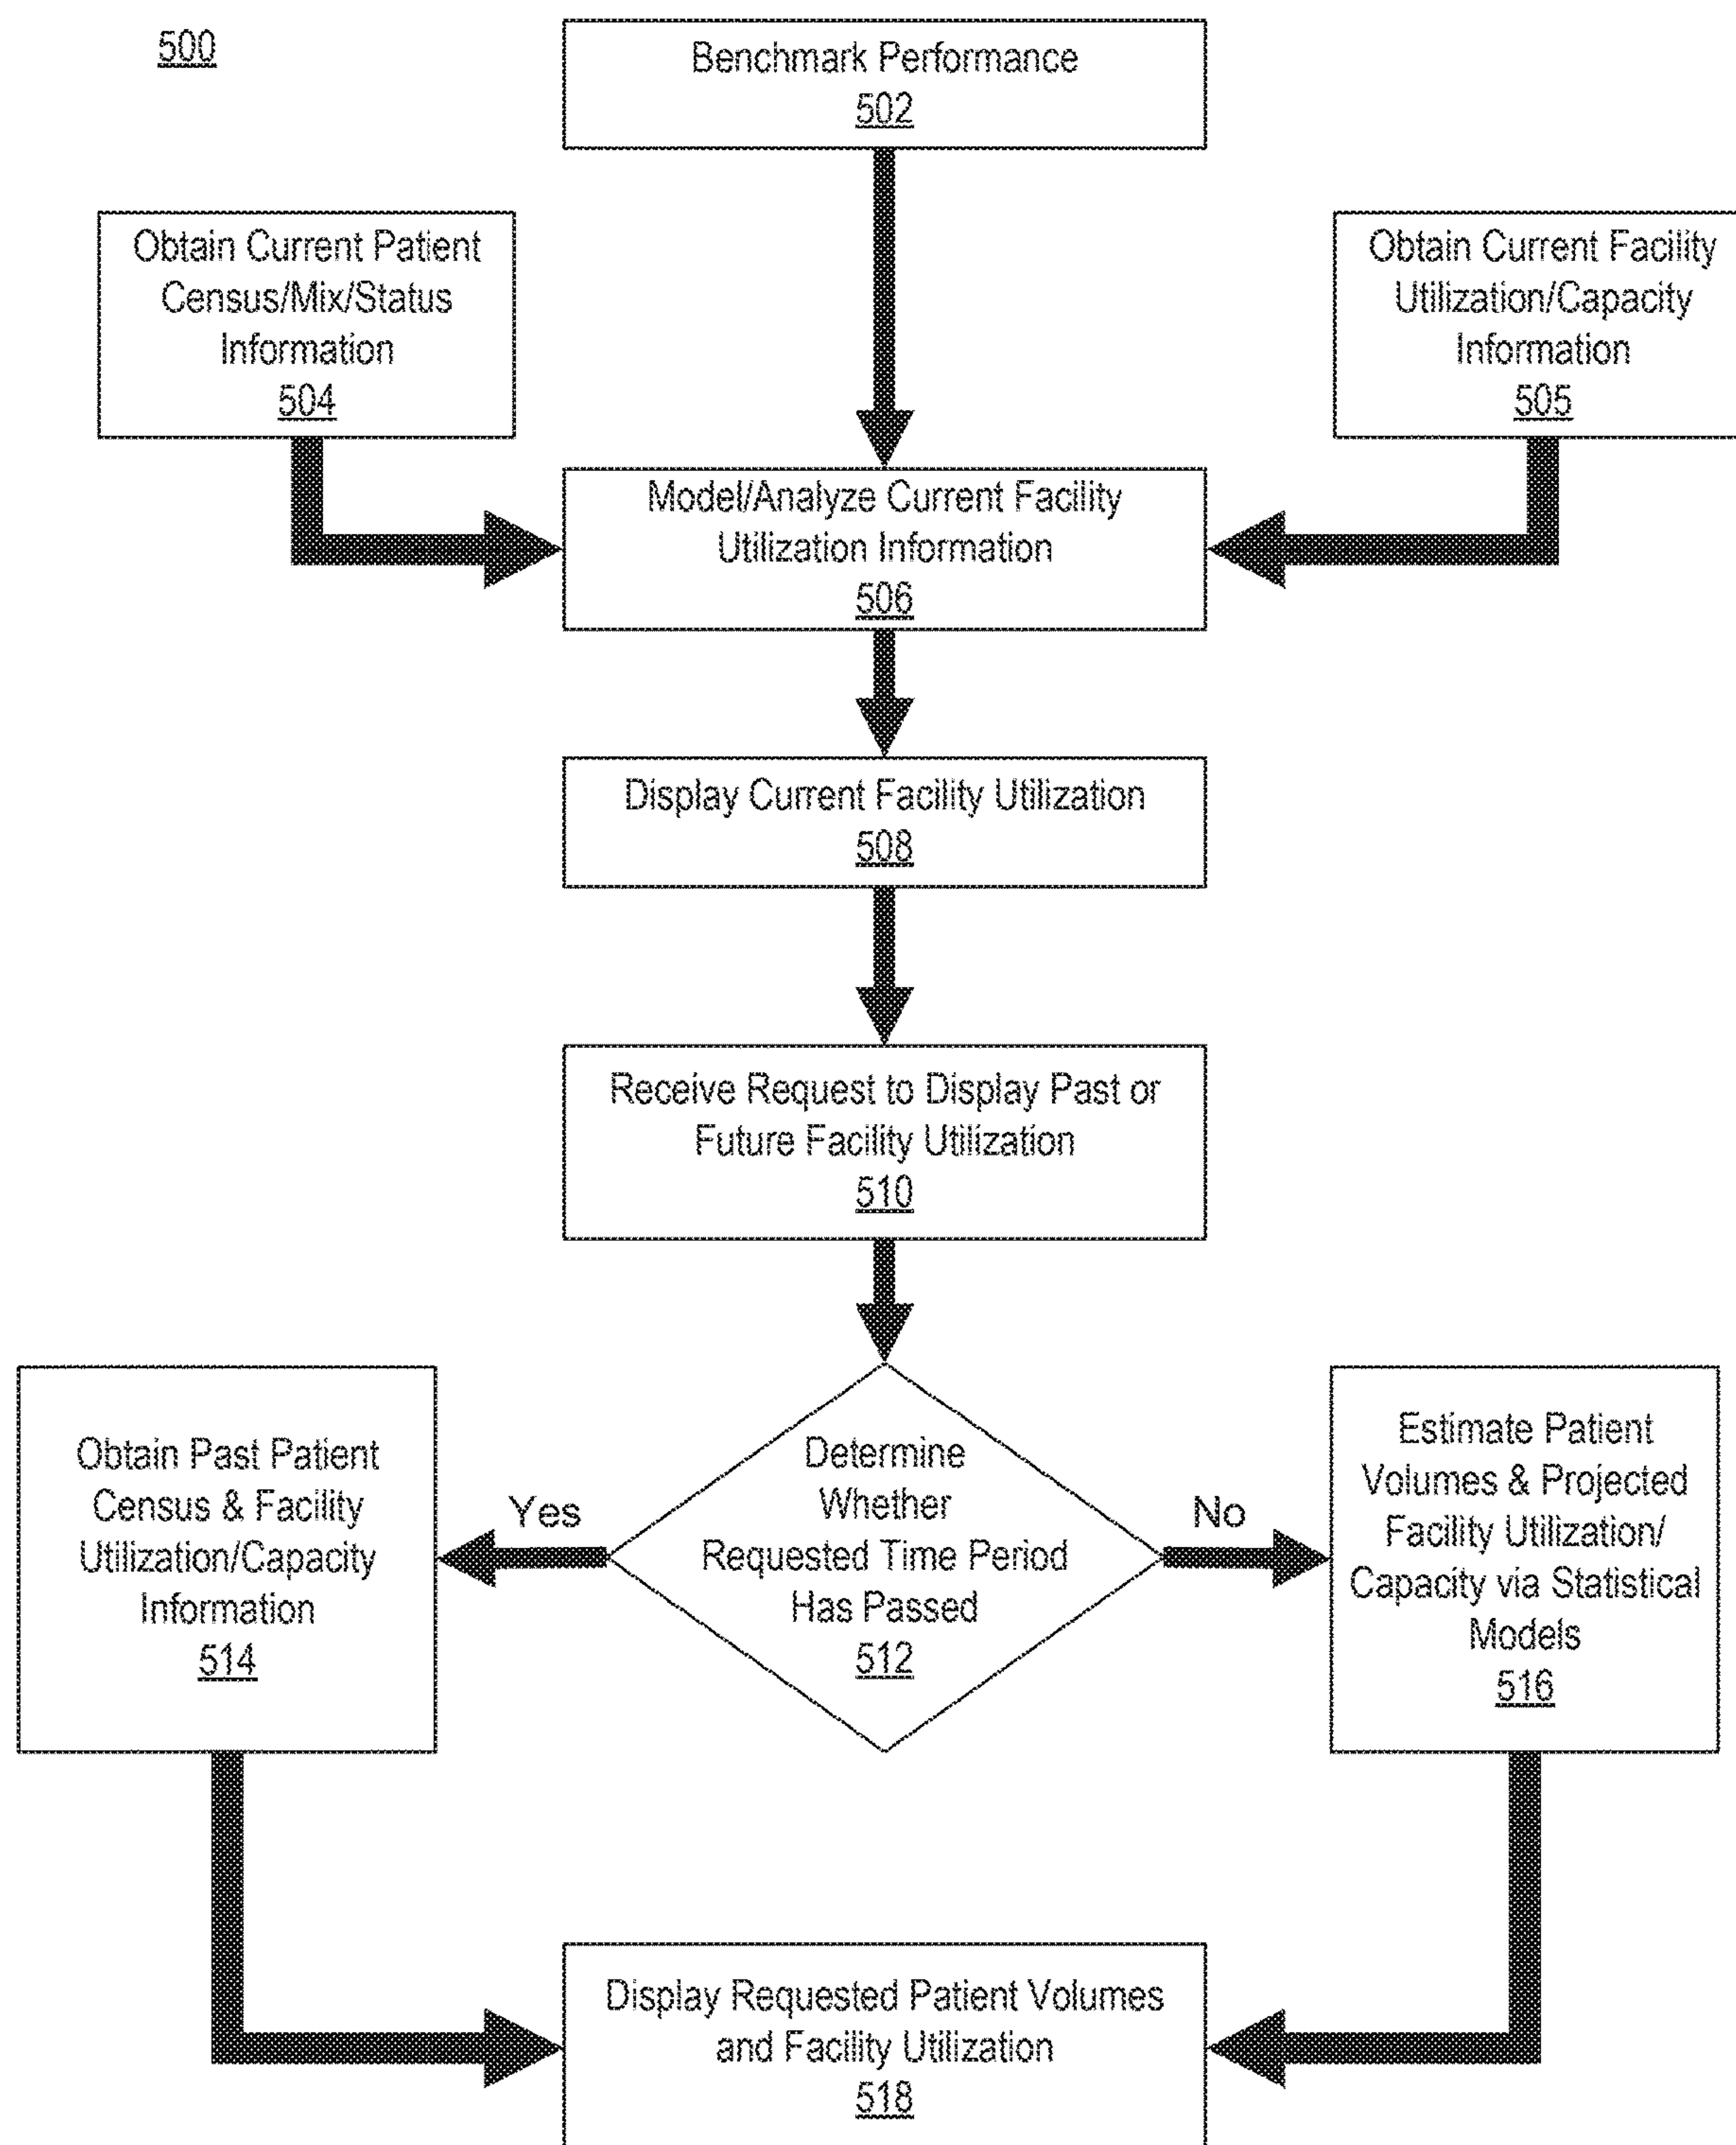 500
Benchmark Performance
502
Obtain Current Patient
Census/Mix/Status
Information
504
Obtain Current Facility
Utilization/Capacity
Information
505
Model/Analyze Current Facility
Utilization Information
506
Display Current Facility Utilization
508
Receive Request to Display Past or
Future Facility Utilization
510
Determine
Whether
Requested Time Period
Has Passed
512
Yes
No
Obtain Past Patient
Census & Facility
Utilization/Capacity
Information
514
Estimate Patient
Volumes & Projected
Facility Utilization/
Capacity via Statistical
Models
516
Display Requested Patient Volumes
and Facility Utilization
518